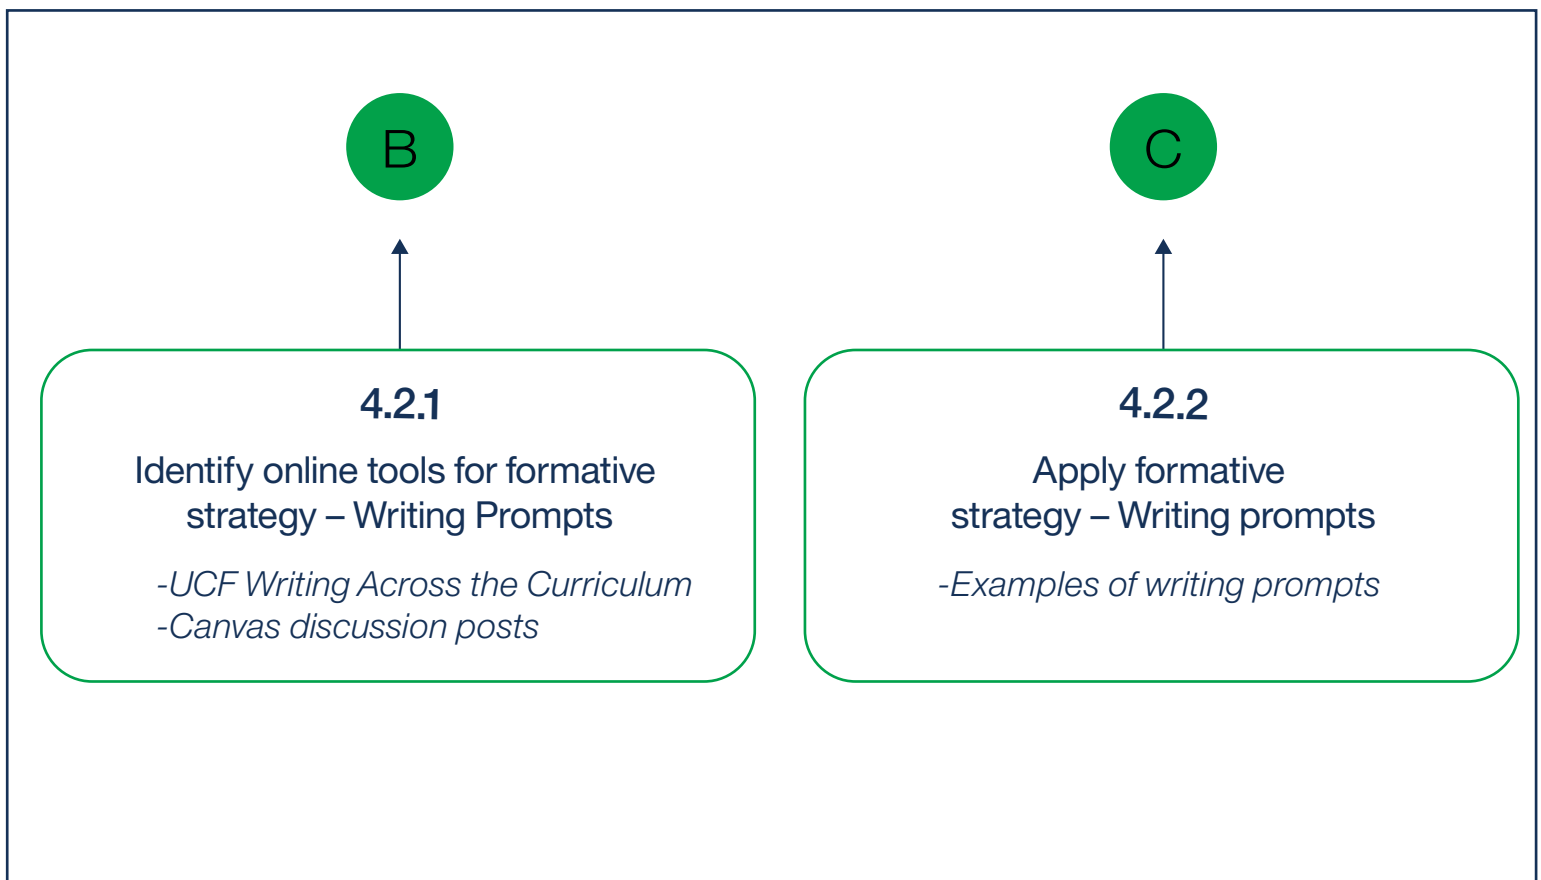 B
C
4.2.1
Identify online tools for formative
strategy – Writing Prompts
-UCF Writing Across the Curriculum
-Canvas discussion posts
4.2.2
Apply formative
strategy – Writing prompts
-Examples of writing prompts